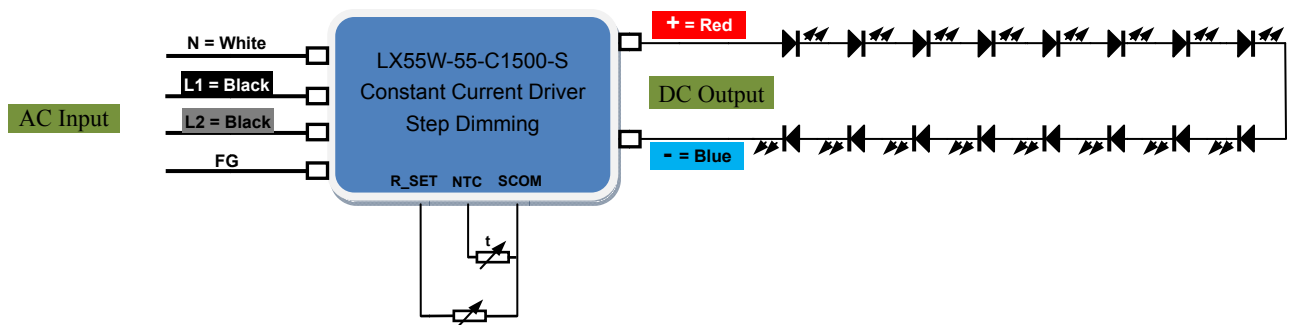 + = Red
N = White
LX55W-55-C1500-S
L1 = Black
Constant Current Driver
DC Output
AC Input
L2 = Black
Step Dimming
FG
- = Blue
R_SET NTC SCOM
t